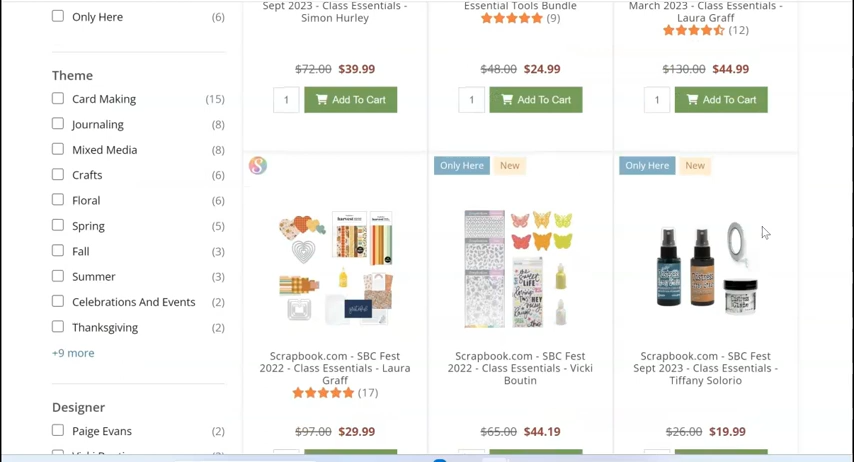 Only Here (6)
Theme
Card Making (15)
Journaling (8)
Mixed Media (8)
Crafts (6)
Floral (6)
Spring (5)
Fall (3)
Summer (3)
Celebrations And Events (2)
Thanksgiving (2)
+9 more
Designer
Paige Evans (2)
Sept 2023 - Class Essentials -
Simon Hurley
$72.00 $39.99
1 Add To Cart
Essential Tools Bundle
(9)
$48.00 $24.99
1 Add To Cart
March 2023 - Class Essentials -
Laura Graff
(12)
$130.00 $44.99
1 Add To Cart
S
Scrapbook.com - SBC Fest
2022 - Class Essentials - Laura
Graff
(17)
$97.00 $29.99
Only Here New
Scrapbook.com - SBC Fest
2022 - Class Essentials - Vicki
Boutin
$65.00 $44.19
Only Here New
Scrapbook.com - SBC Fest
Sept 2023 - Class Essentials -
Tiffany Solorio
$26.00 $19.99